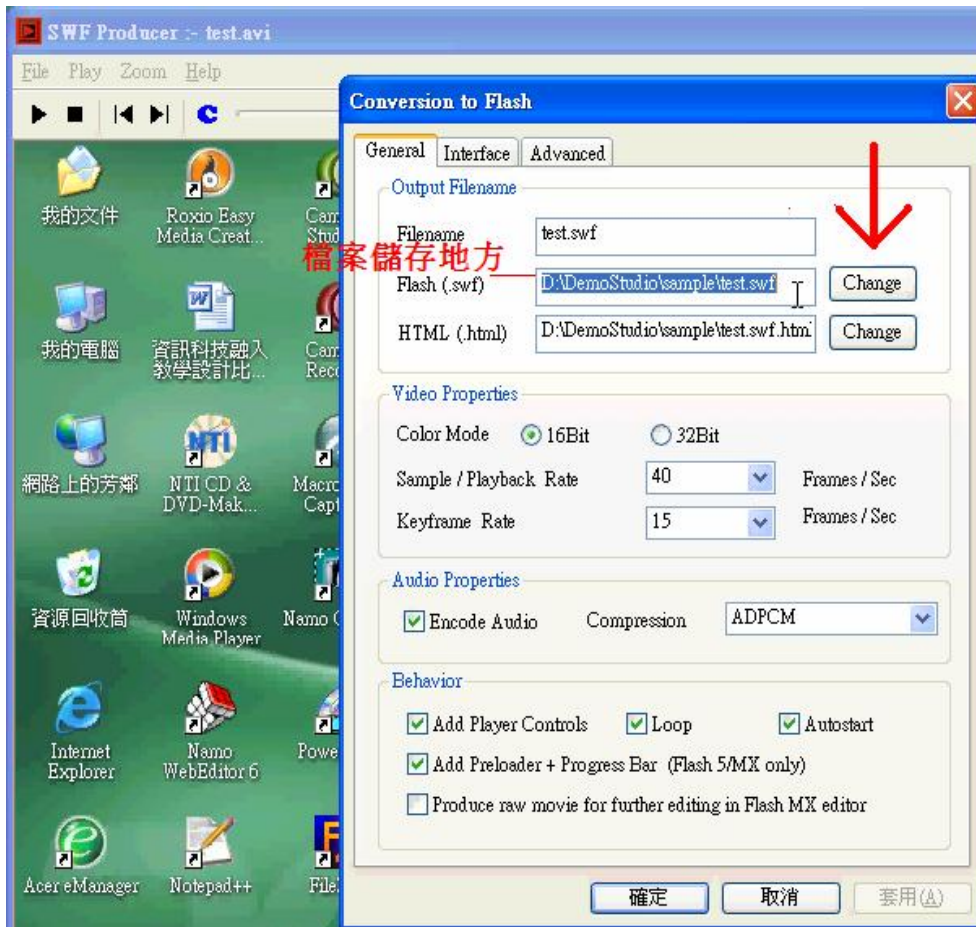 SWF Producer :- test.avi
File Play Zoom Help
我的文件
Roxio Easy
Media Creat...
我的電腦
資訊科技融入
教學設計比...
網路上的芳鄰
NTI
NTI CD &
DVD-Mak...
資源回收筒
Windows
Media Player
Namo
Internet
Explorer
Namo
WebEditor 6
Acer eManager
Notepad++
Conversion to Flash
General Interface Advanced
Output Filename
Filename test.swf
檔案儲存地方
Flash (.swf) D:\DemoStudio\sample\test.swf Change
HTML (.html) D:\DemoStudio\sample\test.swf.html Change
Video Properties
Color Mode 16Bit 32Bit
Sample / Playback Rate 40 Frames / Sec
Keyframe Rate 15 Frames / Sec
Audio Properties
Encode Audio Compression ADPCM
Behavior
Add Player Controls Loop Autostart
Add Preloader + Progress Bar (Flash 5/MX only)
Produce raw movie for further editing in Flash MX editor
確定 取消 套用(A)